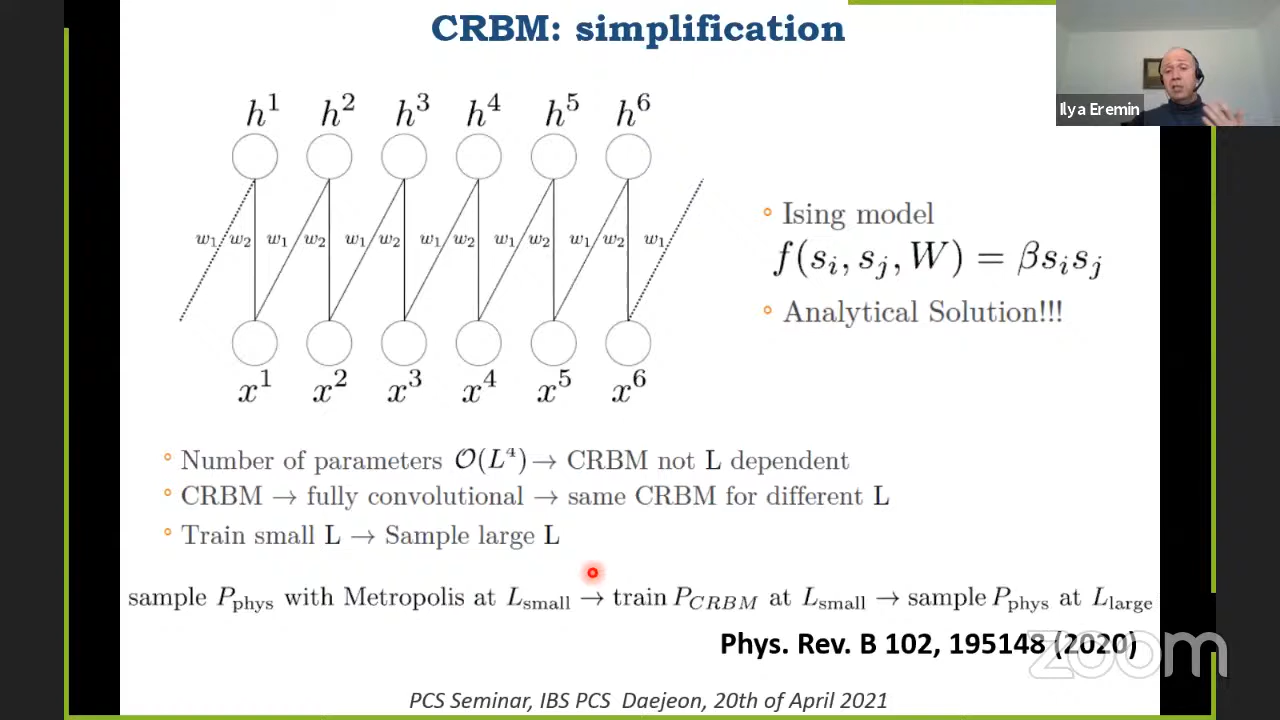 CRBM: simplification
Ilya Eremin
h¹ h² h³ h⁴ h⁵ h⁶
w₁ w₂ w₁ w₂ w₁ w₂ w₁ w₂ w₁ w₂ w₁ w₂ w₁
x¹ x² x³ x⁴ x⁵ x⁶
◦ Ising model
f(sᵢ, sⱼ, W) = βsᵢsⱼ
◦ Analytical Solution!!!
◦ Number of parameters 𝒪(L⁴) → CRBM not L dependent
◦ CRBM → fully convolutional → same CRBM for different L
◦ Train small L → Sample large L
sample P_phys with Metropolis at L_small → train P_CRBM at L_small → sample P_phys at L_large
Phys. Rev. B 102, 195148 (2020)
zoom
PCS Seminar, IBS PCS Daejeon, 20th of April 2021